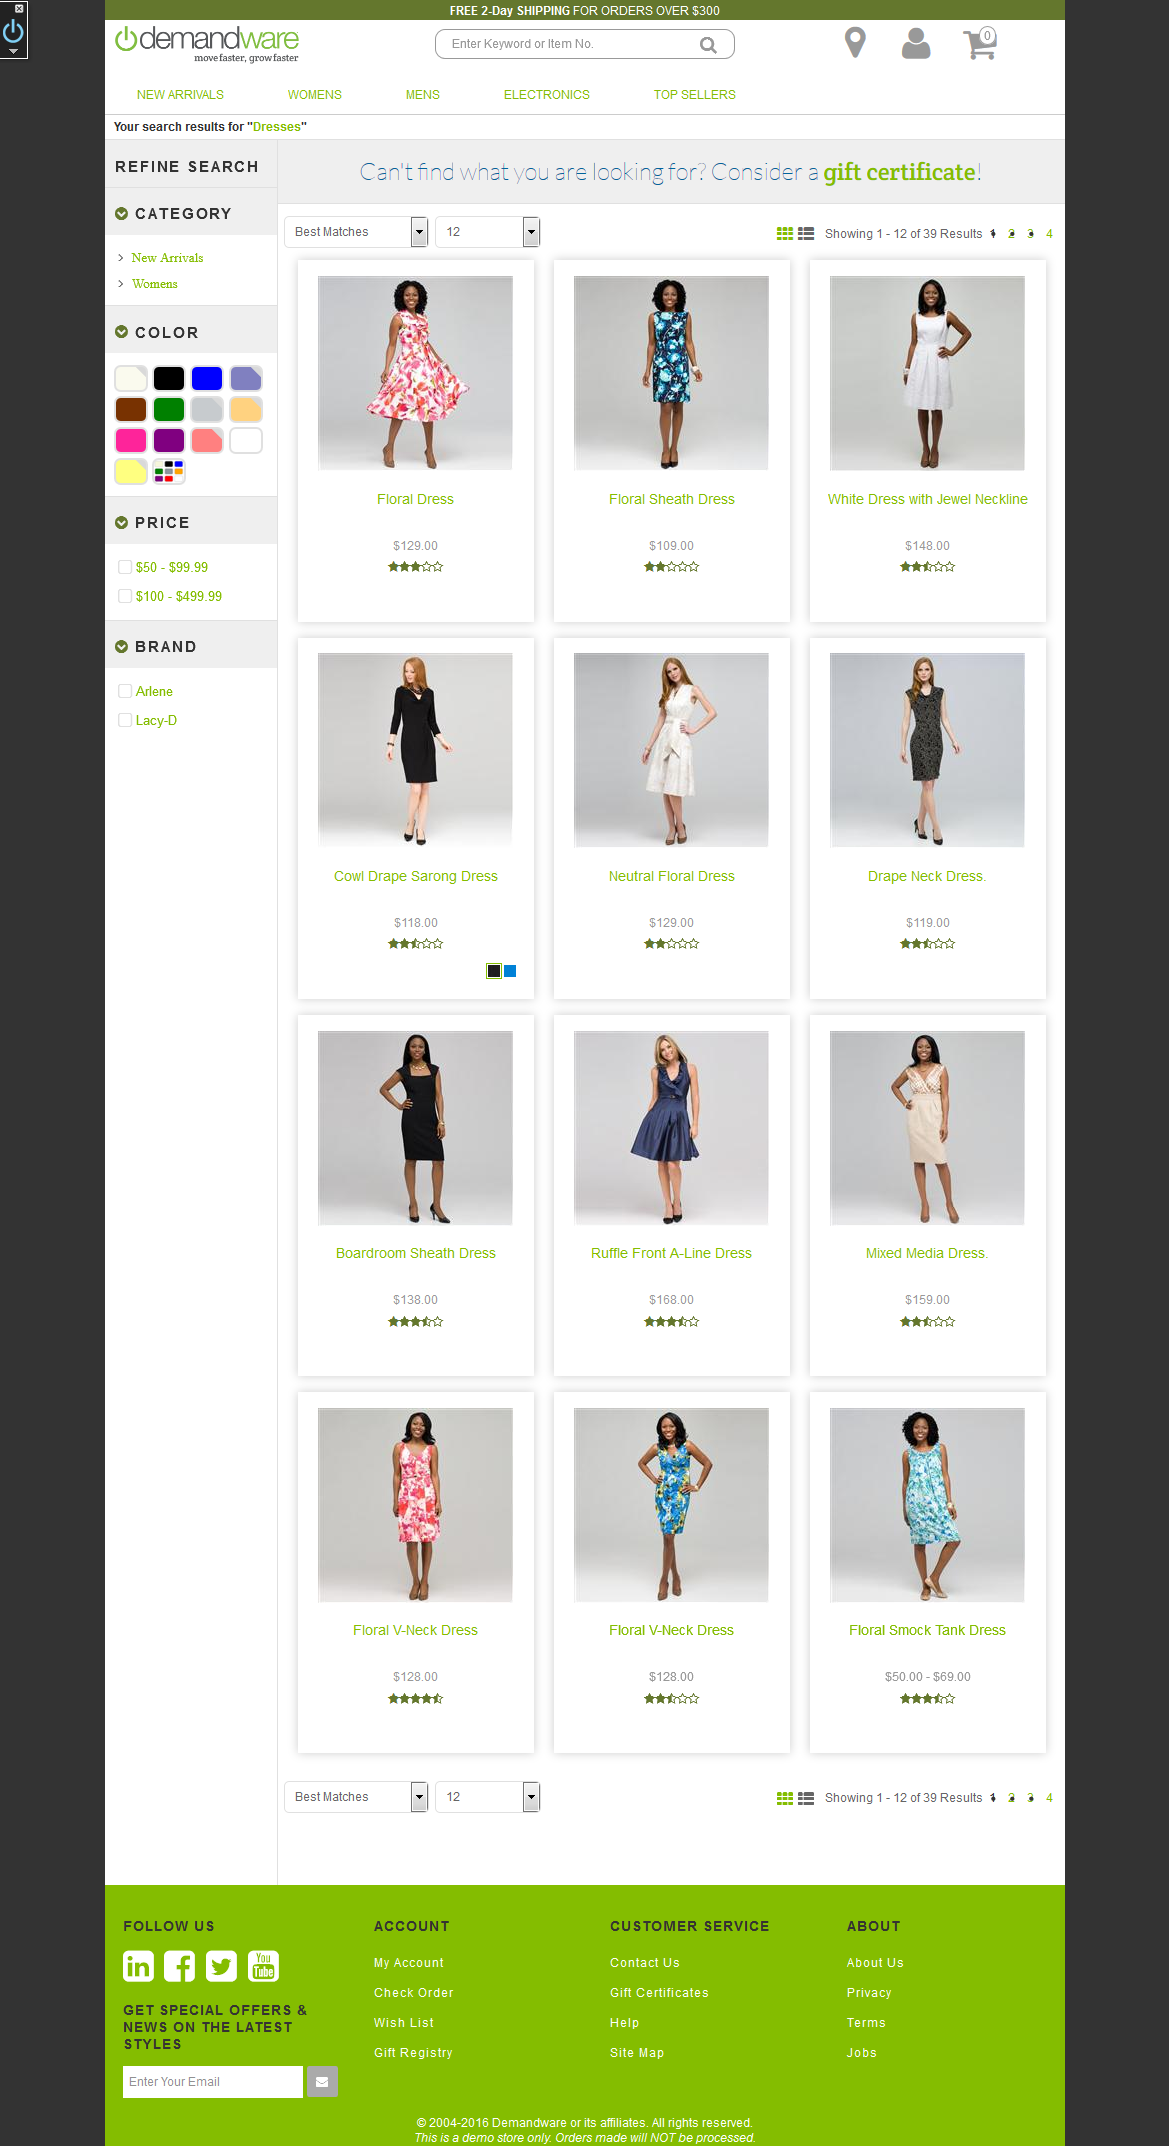 FREE 2-Day SHIPPING FOR ORDERS OVER $300
demandware
move faster, grow faster
Enter Keyword or Item No.
0
NEW ARRIVALS
WOMENS
MENS
ELECTRONICS
TOP SELLERS
Your search results for "Dresses"
REFINE SEARCH
CATEGORY
New Arrivals
Womens
COLOR
PRICE
$50 - $99.99
$100 - $499.99
BRAND
Arlene
Lacy-D
Can't find what you are looking for? Consider a gift certificate!
Best Matches
12
Showing 1 - 12 of 39 Results 1 2 3 4
Floral Dress
$129.00
Floral Sheath Dress
$109.00
White Dress with Jewel Neckline
$148.00
Cowl Drape Sarong Dress
$118.00
Neutral Floral Dress
$129.00
Drape Neck Dress.
$119.00
Boardroom Sheath Dress
$138.00
Ruffle Front A-Line Dress
$168.00
Mixed Media Dress.
$159.00
Floral V-Neck Dress
$128.00
Floral V-Neck Dress
$128.00
Floral Smock Tank Dress
$50.00 - $69.00
Best Matches
12
Showing 1 - 12 of 39 Results 1 2 3 4
FOLLOW US
You
Tube
GET SPECIAL OFFERS &
NEWS ON THE LATEST
STYLES
Enter Your Email
ACCOUNT
My Account
Check Order
Wish List
Gift Registry
CUSTOMER SERVICE
Contact Us
Gift Certificates
Help
Site Map
ABOUT
About Us
Privacy
Terms
Jobs
© 2004-2016 Demandware or its affiliates. All rights reserved.
This is a demo store only. Orders made will NOT be processed.